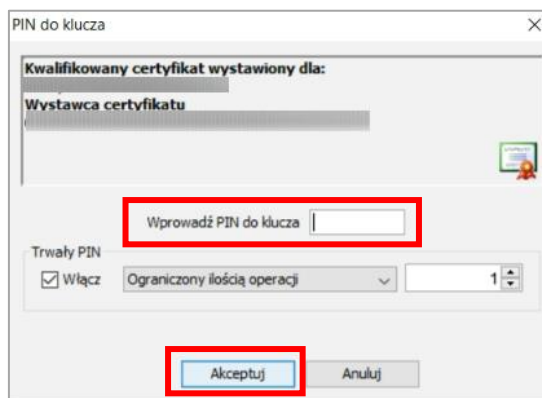 PIN do klucza
Kwalifikowany certyfikat wystawiony dla:
Wystawca certyfikatu
Wprowadź PIN do klucza
Trwały PIN
Włącz Ograniczony ilością operacji 1
Akceptuj Anuluj